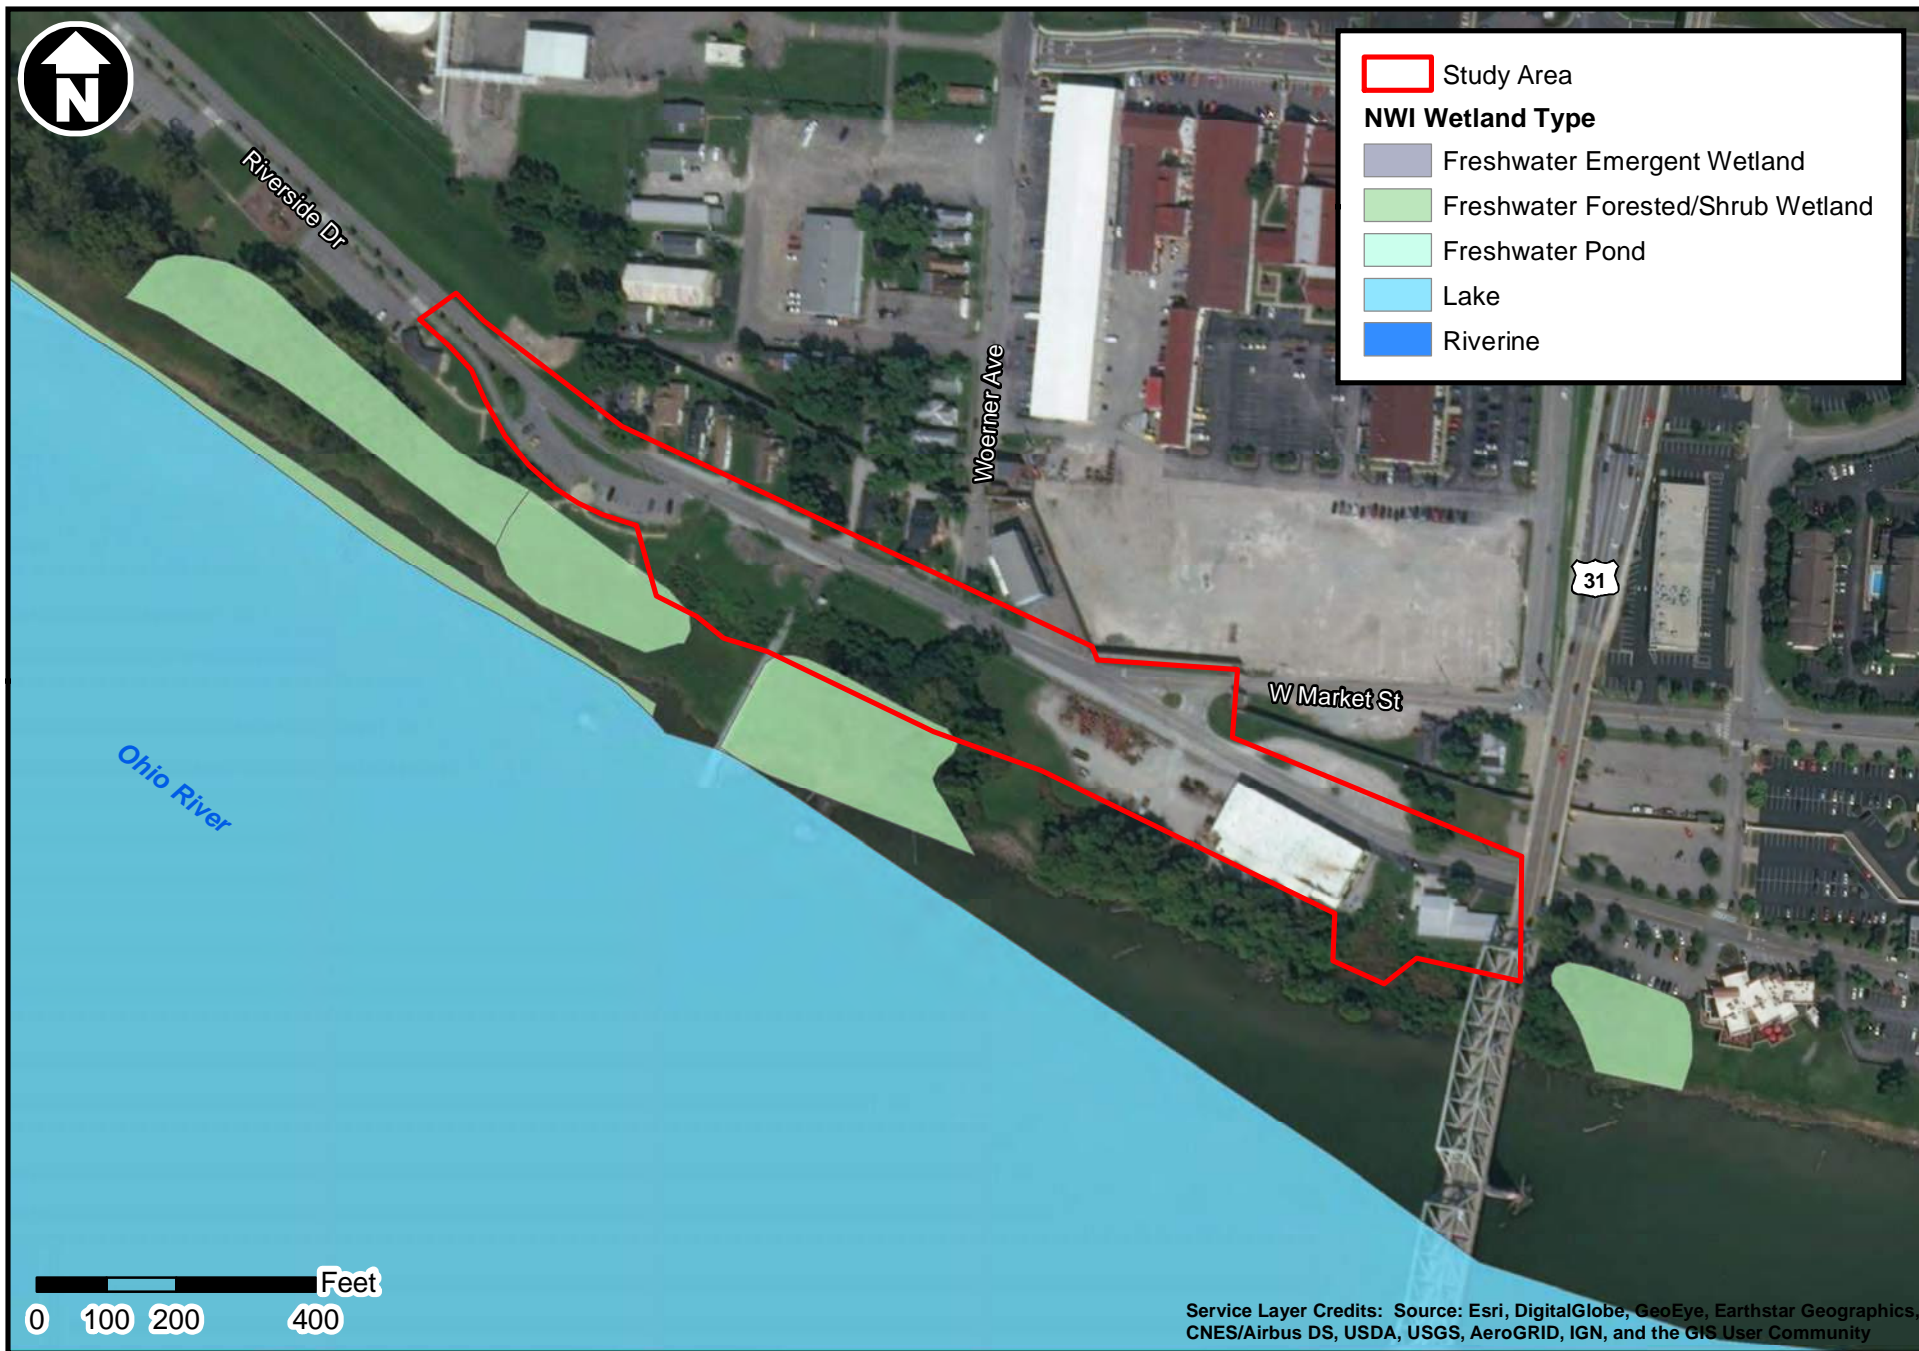 N
Study Area
NWI Wetland Type
Freshwater Emergent Wetland
Freshwater Forested/Shrub Wetland
Freshwater Pond
Lake
Riverine
Riverside Dr
Woerner Ave
31
W Market St
Ohio River
Feet
0 100 200 400
Service Layer Credits: Source: Esri, DigitalGlobe, GeoEye, Earthstar Geographics,
CNES/Airbus DS, USDA, USGS, AeroGRID, IGN, and the GIS User Community